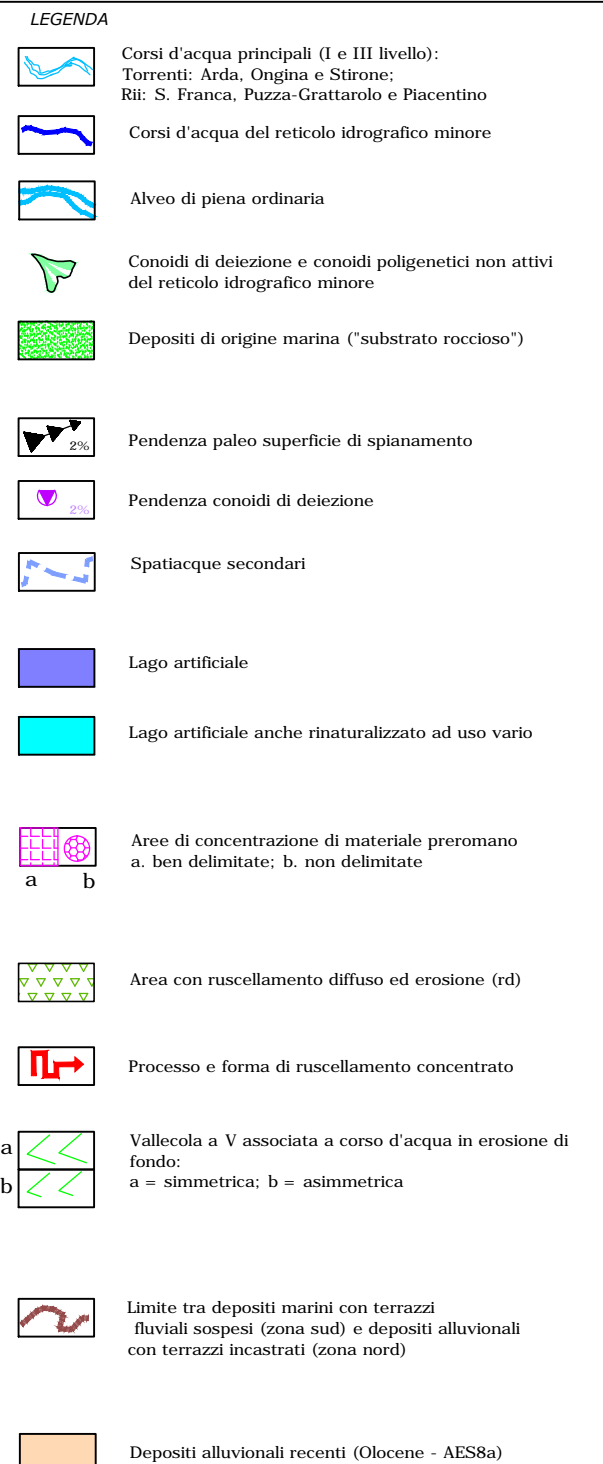 LEGENDA
Corsi d'acqua principali (I e III livello):
Torrenti: Arda, Ongina e Stirone;
Rii: S. Franca, Puzza-Grattarolo e Piacentino
Corsi d'acqua del reticolo idrografico minore
Alveo di piena ordinaria
Conoidi di deiezione e conoidi poligenetici non attivi
del reticolo idrografico minore
Depositi di origine marina ("substrato roccioso")
2%
Pendenza paleo superficie di spianamento
2%
Pendenza conoidi di deiezione
Spatiacque secondari
Lago artificiale
Lago artificiale anche rinaturalizzato ad uso vario
Aree di concentrazione di materiale preromano
a. ben delimitate; b. non delimitate
a b
Area con ruscellamento diffuso ed erosione (rd)
Processo e forma di ruscellamento concentrato
a
b
Vallecola a V associata a corso d'acqua in erosione di
fondo:
a = simmetrica; b = asimmetrica
Limite tra depositi marini con terrazzi
fluviali sospesi (zona sud) e depositi alluvionali
con terrazzi incastrati (zona nord)
Depositi alluvionali recenti (Olocene - AES8a)